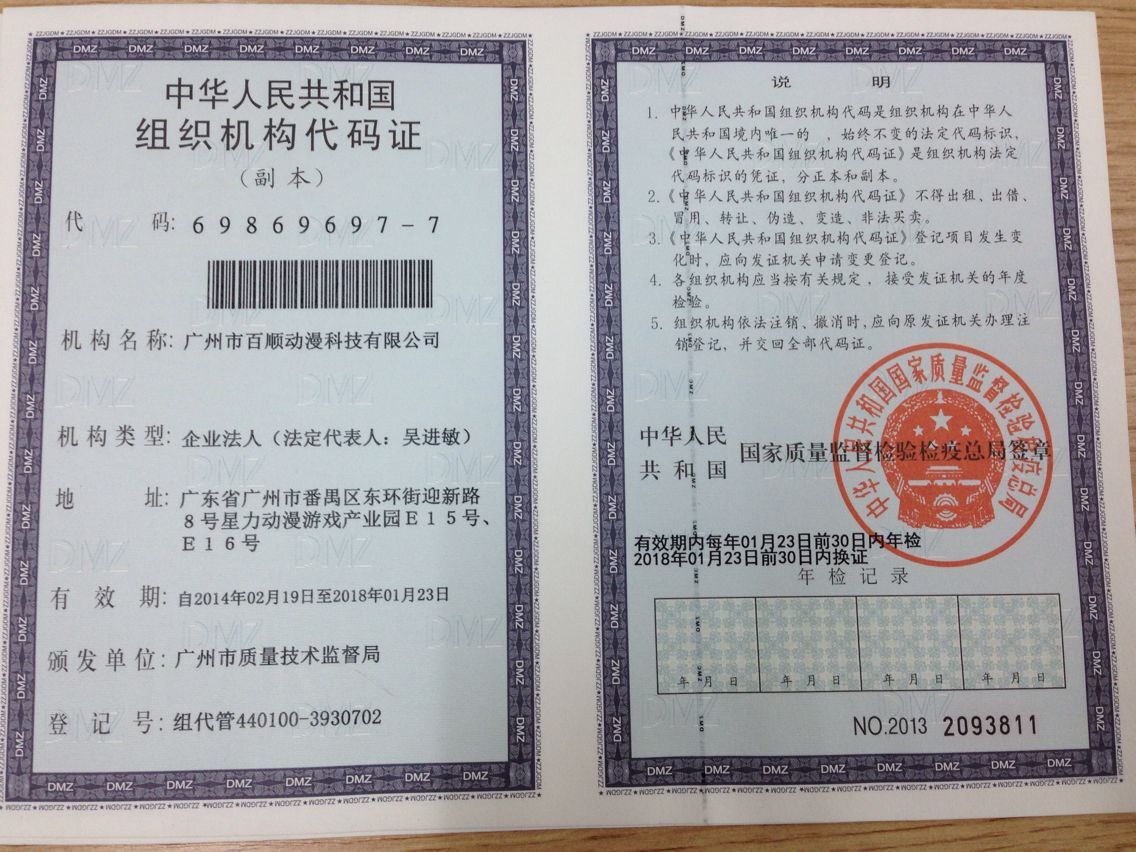 中华人民共和国
组织机构代码证
（副本）
代 码: 69869697-7
机构名称: 广州市百顺动漫科技有限公司
机构类型: 企业法人（法定代表人：吴进敏）
地 址: 广东省广州市番禺区东环街迎新路
8号星力动漫游戏产业园E15号、
E16号
有 效 期: 自2014年02月19日至2018年01月23日
颁发单位: 广州市质量技术监督局
登 记 号: 组代管440100-3930702
说 明
1. 中华人民共和国组织机构代码是组织机构在中华人
民共和国境内唯一的 ，始终不变的法定代码标识，
《中华人民共和国组织机构代码证》是组织机构法定
代码标识的凭证，分正本和副本。
2.《中华人民共和国组织机构代码证》不得出租、出借、
冒用、转让、伪造、变造、非法买卖。
3.《中华人民共和国组织机构代码证》登记项目发生变
化时，应向发证机关申请变更登记。
4. 各组织机构应当按有关规定 ，接受发证机关的年度
检验。
5. 组织机构依法注销、撤消时，应向原发证机关办理注
销登记，并交回全部代码证。
中华人民
共和国 国家质量监督检验检疫总局签章
中华人民共和国国家质量监督检验检疫总局
有效期内每年01月23日前30日内年检
2018年01月23日前30日内换证
年检记录
年 月 日 年 月 日 年 月 日 年 月 日
NO.2013 2093811